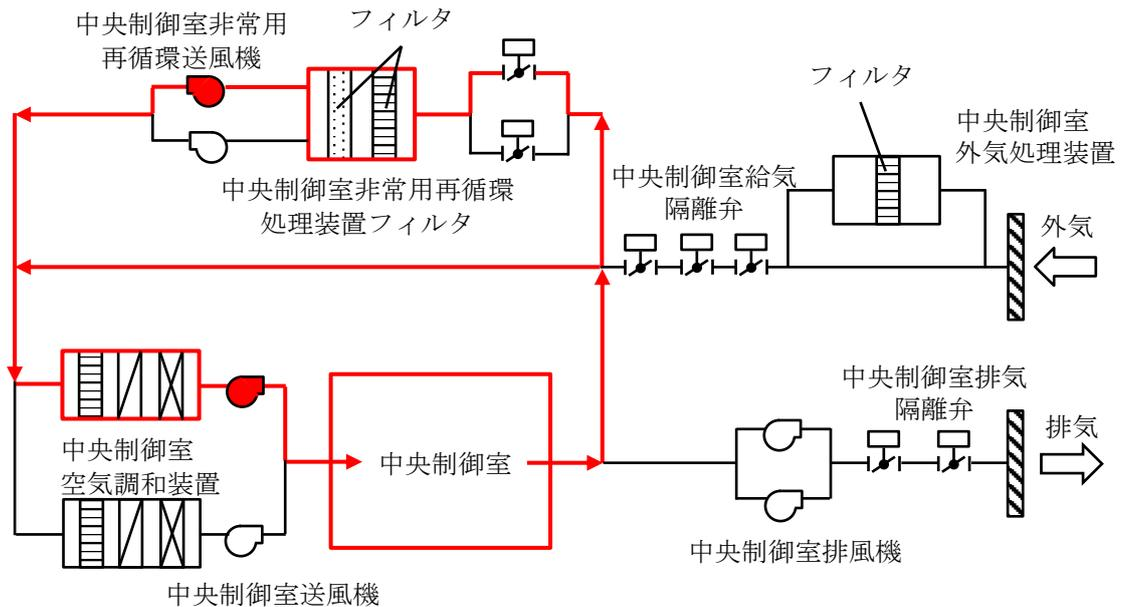 中央制御室非常用
再循環送風機
フィルタ
中央制御室非常用再循環
処理装置フィルタ
フィルタ
中央制御室
外気処理装置
中央制御室給気
隔離弁
外気
中央制御室
空気調和装置
中央制御室
中央制御室排気
隔離弁
排気
中央制御室排風機
中央制御室送風機